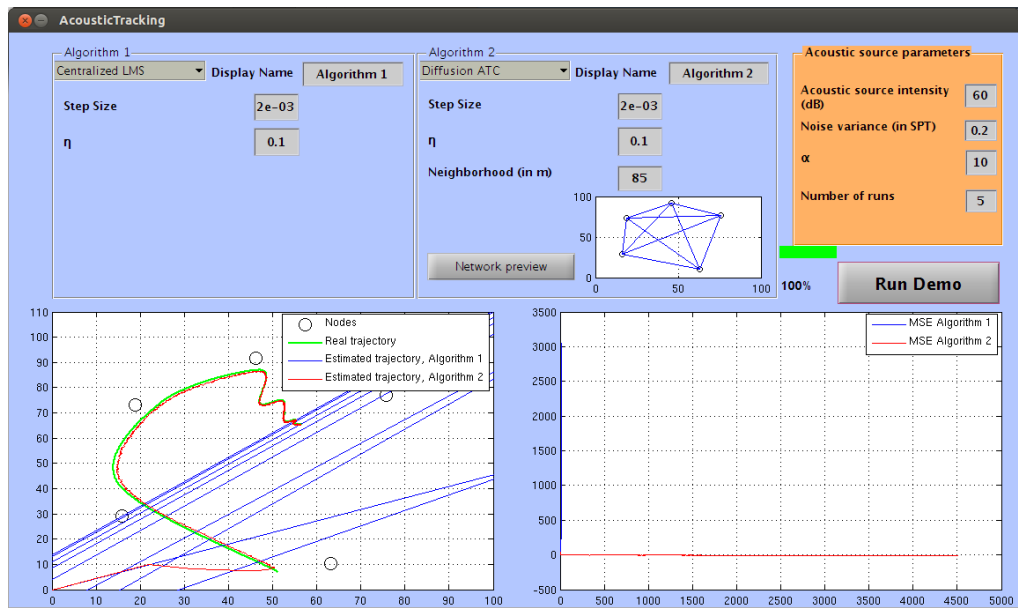 AcousticTracking
Algorithm 1
Centralized LMS
Display Name
Algorithm 1
Step Size
2e-03
η
0.1
Algorithm 2
Diffusion ATC
Display Name
Algorithm 2
Step Size
2e-03
η
0.1
Neighborhood (in m)
85
100
50
0
0 50 100
Network preview
Acoustic source parameters
Acoustic source intensity
(dB)
60
Noise variance (in SPT)
0.2
α
10
Number of runs
5
100%
Run Demo
110
100
90
80
70
60
50
40
30
20
10
0
0 10 20 30 40 50 60 70 80 90 100
Nodes
Real trajectory
Estimated trajectory, Algorithm 1
Estimated trajectory, Algorithm 2
3500
3000
2500
2000
1500
1000
500
0
-500
0 500 1000 1500 2000 2500 3000 3500 4000 4500 5000
MSE Algorithm 1
MSE Algorithm 2